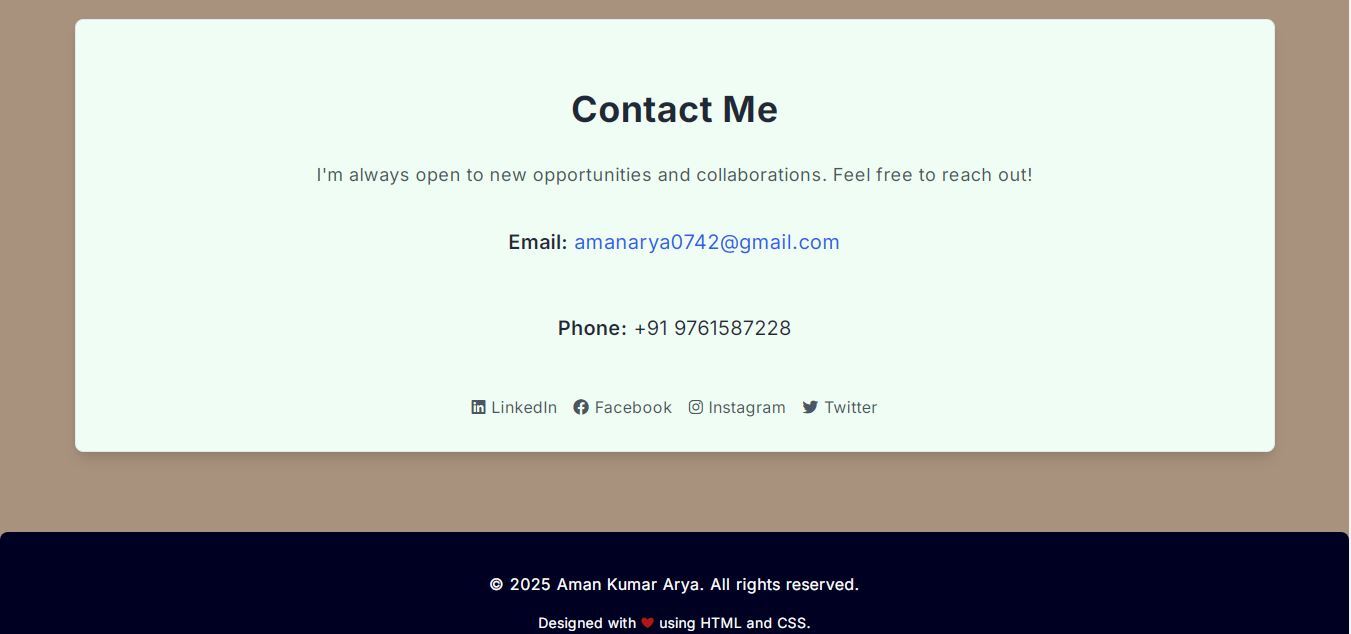 Contact Me
I'm always open to new opportunities and collaborations. Feel free to reach out!
Email: amanarya0742@gmail.com
Phone: +91 9761587228
LinkedIn Facebook Instagram Twitter
© 2025 Aman Kumar Arya. All rights reserved.
Designed with ❤ using HTML and CSS.